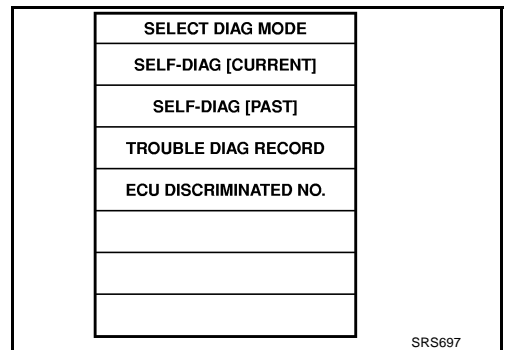 SELECT DIAG MODE
SELF-DIAG [CURRENT]
SELF-DIAG [PAST]
TROUBLE DIAG RECORD
ECU DISCRIMINATED NO.
SRS697